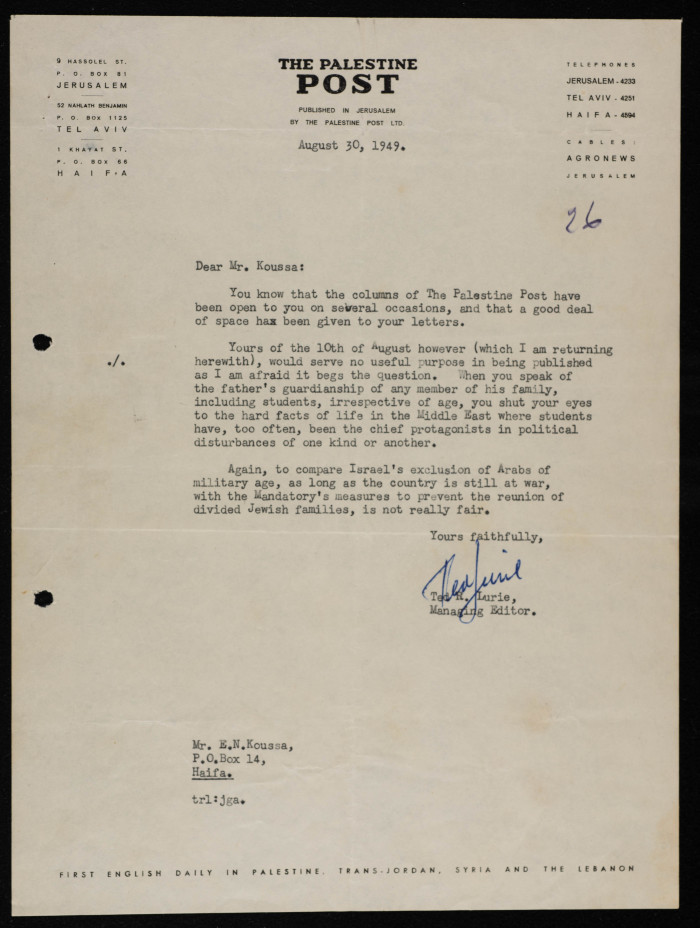 9 HASSOLEL ST.
P. O. BOX 81
JERUSALEM
52 NAHLATH BENJAMIN
P. O. BOX 1125
TEL AVIV
1 KHAYAT ST.
P. O. BOX 66
HAIFA
THE PALESTINE
POST
PUBLISHED IN JERUSALEM
BY THE PALESTINE POST LTD.
TELEPHONES
JERUSALEM - 4233
TEL AVIV - 4251
HAIFA - 4594
CABLES:
AGRONEWS
JERUSALEM
August 30, 1949.
26
Dear Mr. Koussa:
You know that the columns of The Palestine Post have
been open to you on several occasions, and that a good deal
of space has been given to your letters.
Yours of the 10th of August however (which I am returning
./.
herewith), would serve no useful purpose in being published
as I am afraid it begs the question. When you speak of
the father's guardianship of any member of his family,
including students, irrespective of age, you shut your eyes
to the hard facts of life in the Middle East where students
have, too often, been the chief protagonists in political
disturbances of one kind or another.
Again, to compare Israel's exclusion of Arabs of
military age, as long as the country is still at war,
with the Mandatory's measures to prevent the reunion of
divided Jewish families, is not really fair.
Yours faithfully,
Ted Lurie
Ted R. Lurie,
Managing Editor.
Mr. E.N.Koussa,
P.O.Box 14,
Haifa.
trl:jga.
FIRST ENGLISH DAILY IN PALESTINE, TRANS-JORDAN, SYRIA AND THE LEBANON